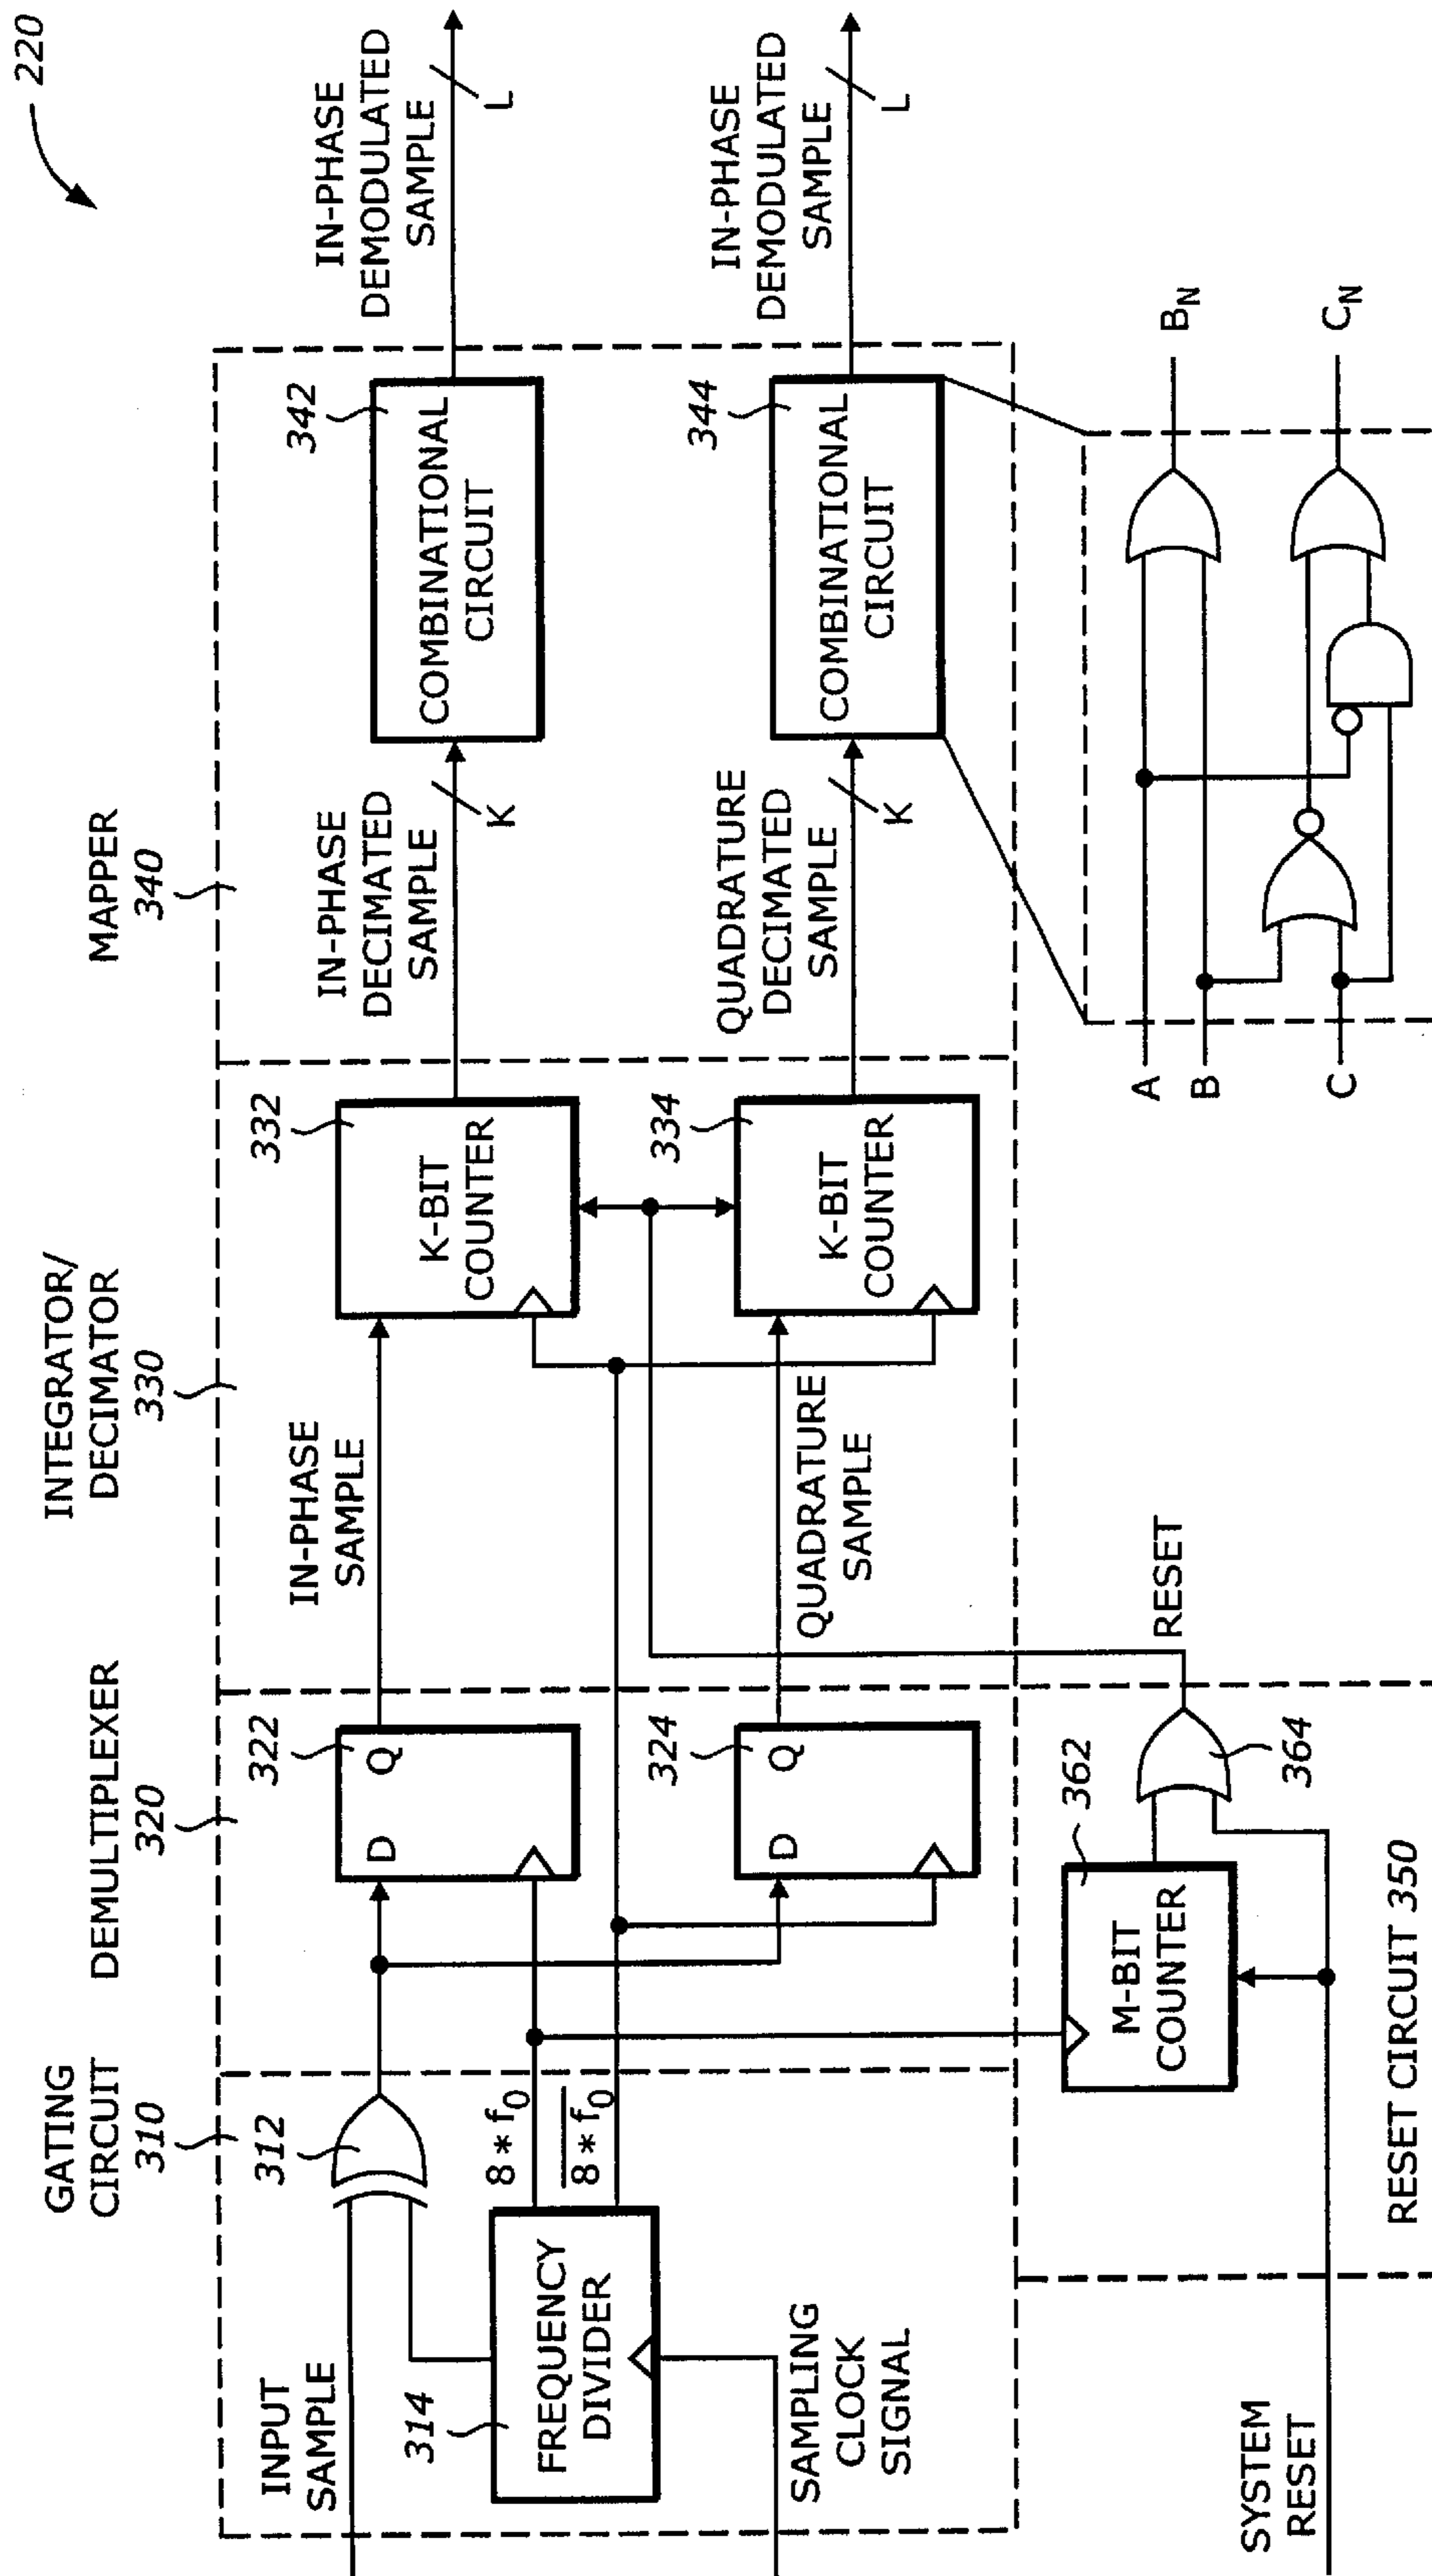 220
GATING
CIRCUIT
310
DEMULTIPLEXER
320
INTEGRATOR/
DECIMATOR
330
MAPPER
340
INPUT
SAMPLE
312
314
FREQUENCY
DIVIDER
8 * f0
8 * f0
SAMPLING
CLOCK
SIGNAL
322
D Q
324
D Q
IN-PHASE
SAMPLE
QUADRATURE
SAMPLE
332
K-BIT
COUNTER
334
K-BIT
COUNTER
IN-PHASE
DECIMATED
SAMPLE
K
QUADRATURE
DECIMATED
SAMPLE
K
342
COMBINATIONAL
CIRCUIT
344
COMBINATIONAL
CIRCUIT
IN-PHASE
DEMODULATED
SAMPLE
L
IN-PHASE
DEMODULATED
SAMPLE
L
SYSTEM
RESET
362
M-BIT
COUNTER
364
RESET
RESET CIRCUIT 350
A
B
C
BN
CN